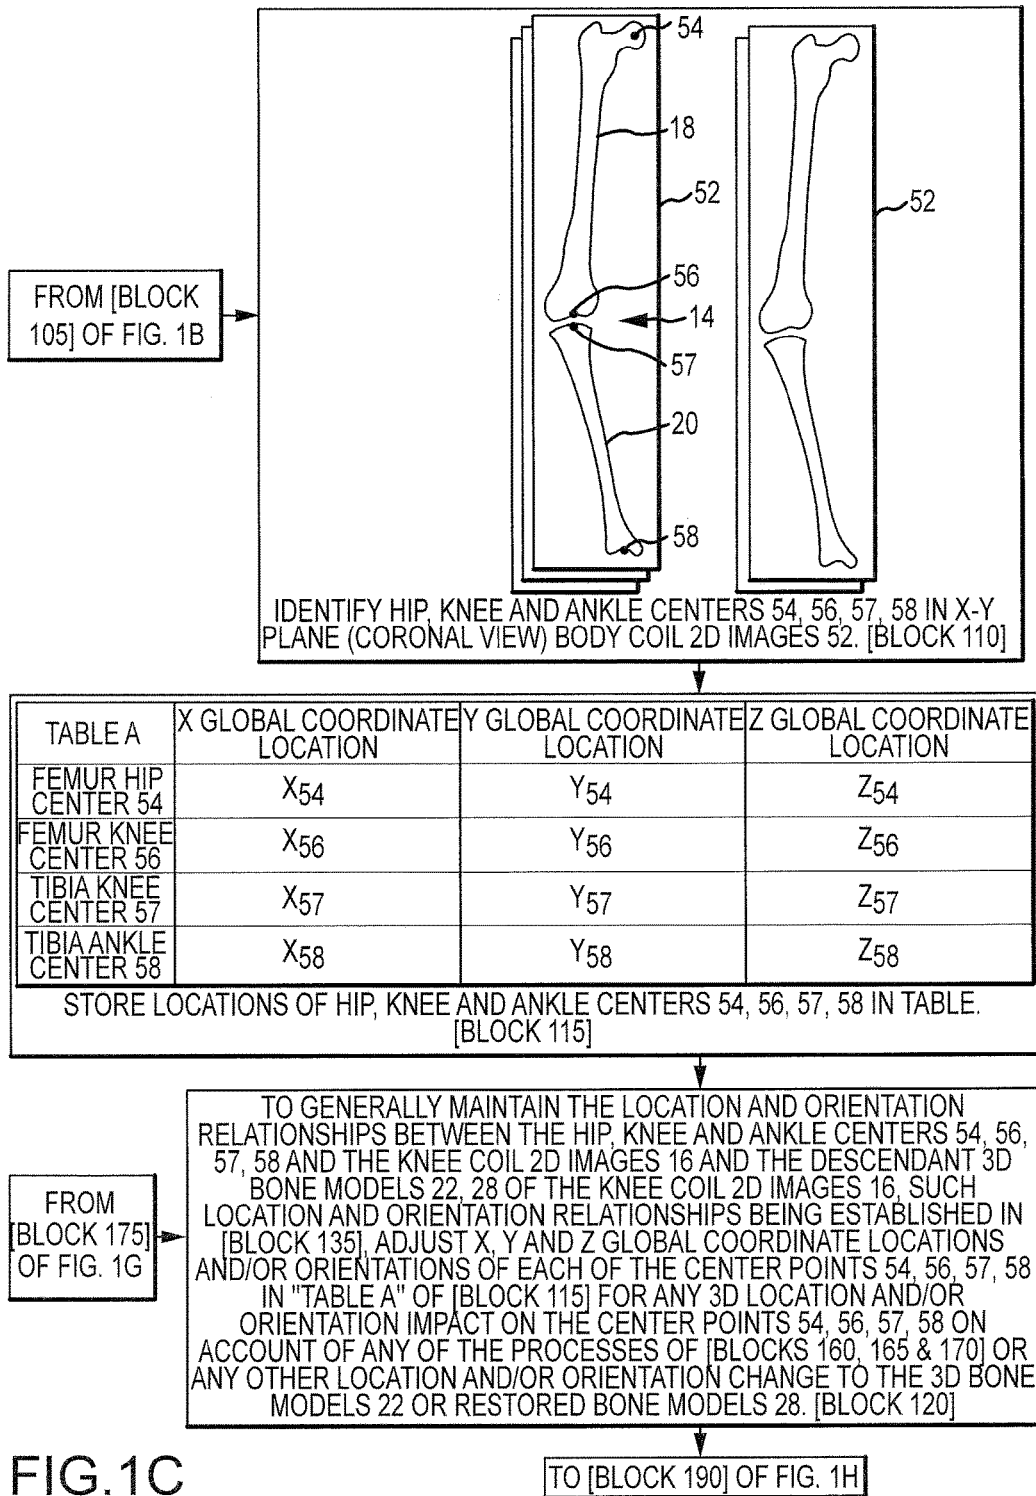 54
18
52
52
56
14
57
20
58
FROM [BLOCK
105] OF FIG. 1B
IDENTIFY HIP, KNEE AND ANKLE CENTERS 54, 56, 57, 58 IN X-Y
PLANE (CORONAL VIEW) BODY COIL 2D IMAGES 52. [BLOCK 110]
TABLE A
X GLOBAL COORDINATE
LOCATION
Y GLOBAL COORDINATE
LOCATION
Z GLOBAL COORDINATE
LOCATION
FEMUR HIP
CENTER 54
X54
Y54
Z54
FEMUR KNEE
CENTER 56
X56
Y56
Z56
TIBIA KNEE
CENTER 57
X57
Y57
Z57
TIBIA ANKLE
CENTER 58
X58
Y58
Z58
STORE LOCATIONS OF HIP, KNEE AND ANKLE CENTERS 54, 56, 57, 58 IN TABLE.
[BLOCK 115]
FROM
[BLOCK 175]
OF FIG. 1G
TO GENERALLY MAINTAIN THE LOCATION AND ORIENTATION
RELATIONSHIPS BETWEEN THE HIP, KNEE AND ANKLE CENTERS 54, 56,
57, 58 AND THE KNEE COIL 2D IMAGES 16 AND THE DESCENDANT 3D
BONE MODELS 22, 28 OF THE KNEE COIL 2D IMAGES 16, SUCH
LOCATION AND ORIENTATION RELATIONSHIPS BEING ESTABLISHED IN
[BLOCK 135], ADJUST X, Y AND Z GLOBAL COORDINATE LOCATIONS
AND/OR ORIENTATIONS OF EACH OF THE CENTER POINTS 54, 56, 57, 58
IN "TABLE A" OF [BLOCK 115] FOR ANY 3D LOCATION AND/OR
ORIENTATION IMPACT ON THE CENTER POINTS 54, 56, 57, 58 ON
ACCOUNT OF ANY OF THE PROCESSES OF [BLOCKS 160, 165 & 170] OR
ANY OTHER LOCATION AND/OR ORIENTATION CHANGE TO THE 3D BONE
MODELS 22 OR RESTORED BONE MODELS 28. [BLOCK 120]
FIG.1C
TO [BLOCK 190] OF FIG. 1H